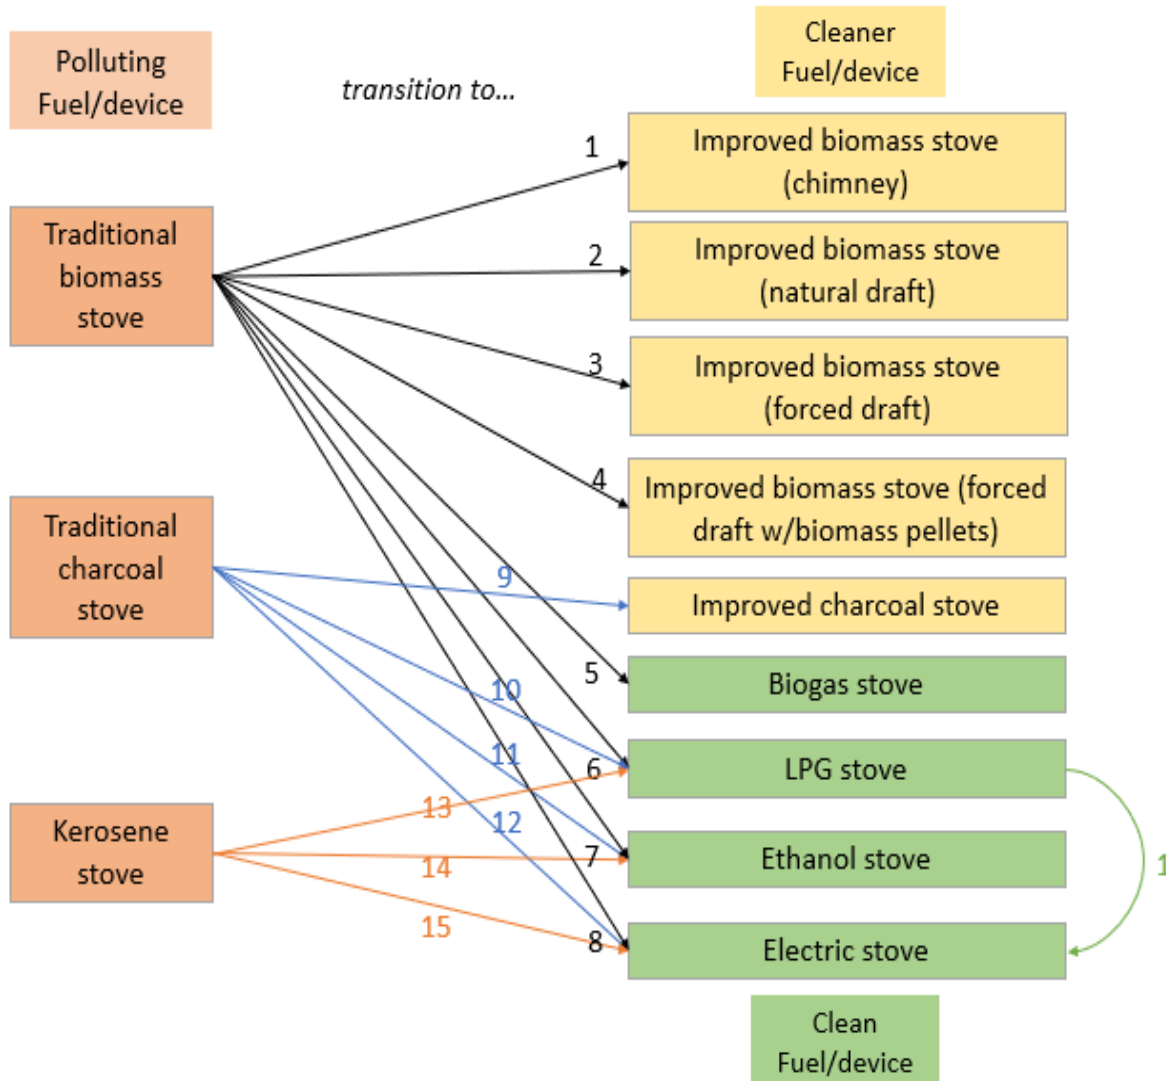 Polluting
Fuel/device
transition to...
Cleaner
Fuel/device
Traditional
biomass
stove
Traditional
charcoal
stove
Kerosene
stove
1
2
3
4
9
5
10
11
6
13
12
7
14
15
8
Improved biomass stove
(chimney)
Improved biomass stove
(natural draft)
Improved biomass stove
(forced draft)
Improved biomass stove (forced
draft w/biomass pellets)
Improved charcoal stove
Biogas stove
LPG stove
Ethanol stove
Electric stove
1
Clean
Fuel/device